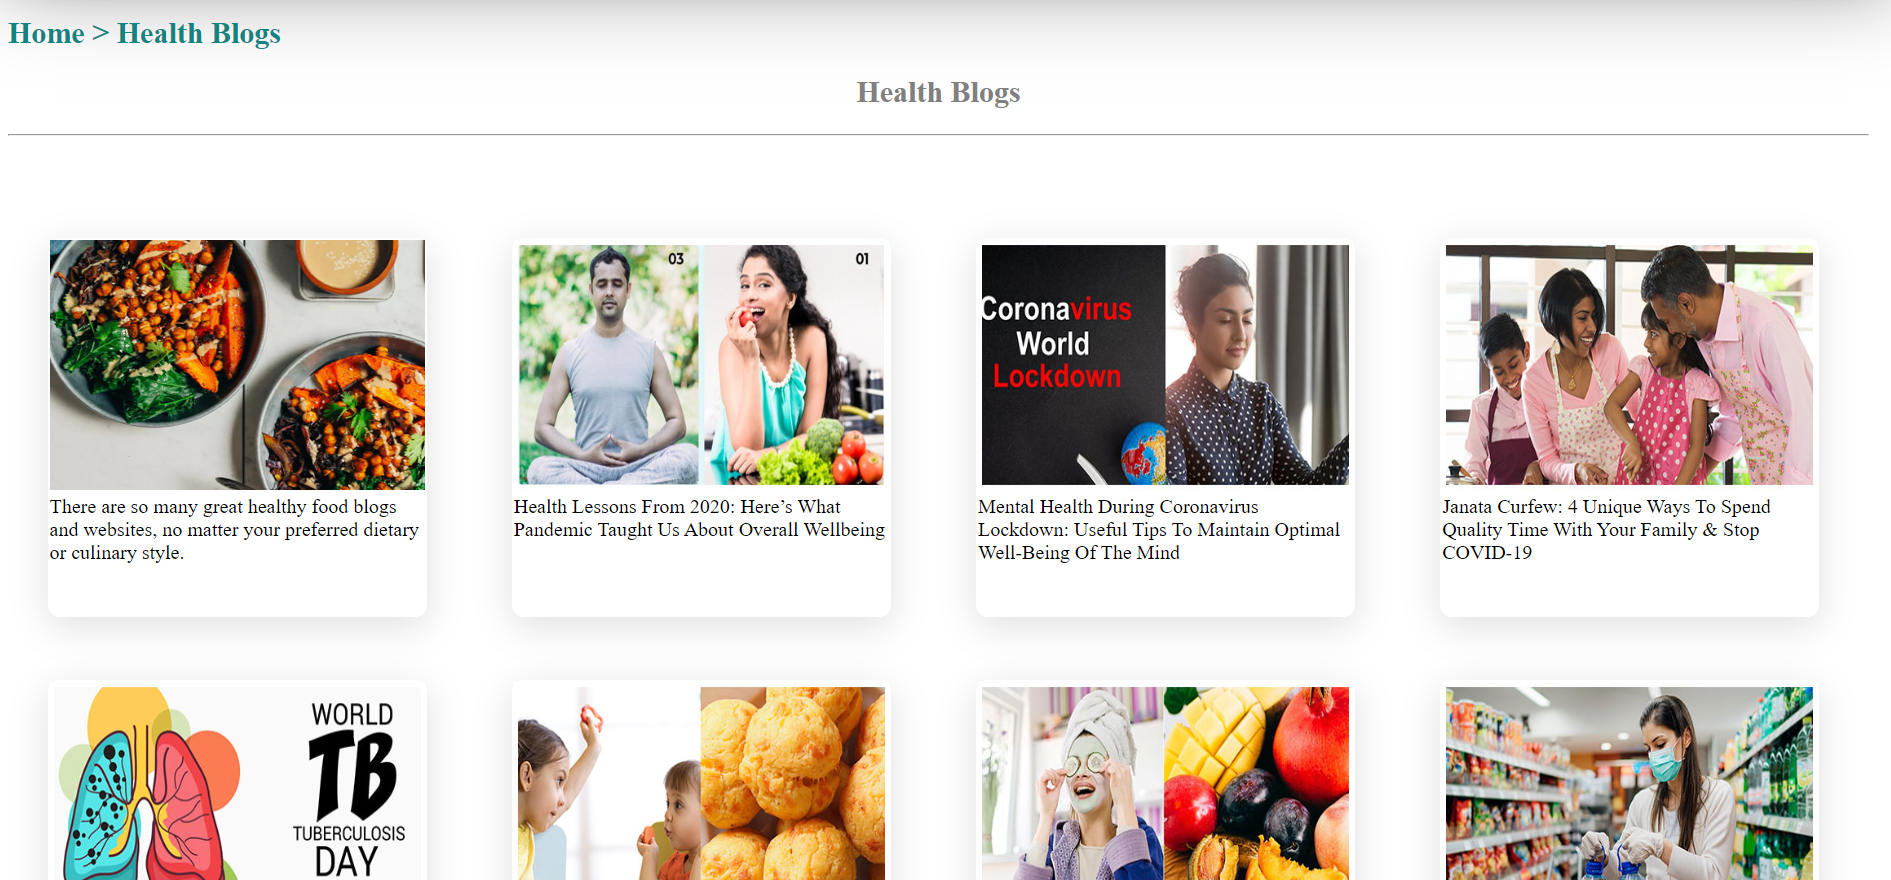 Home > Health Blogs
Health Blogs
03
01
Coronavirus
World
Lockdown
There are so many great healthy food blogs
and websites, no matter your preferred dietary
or culinary style.
Health Lessons From 2020: Here’s What
Pandemic Taught Us About Overall Wellbeing
Mental Health During Coronavirus
Lockdown: Useful Tips To Maintain Optimal
Well-Being Of The Mind
Janata Curfew: 4 Unique Ways To Spend
Quality Time With Your Family & Stop
COVID-19
WORLD
TB
TUBERCULOSIS
DAY